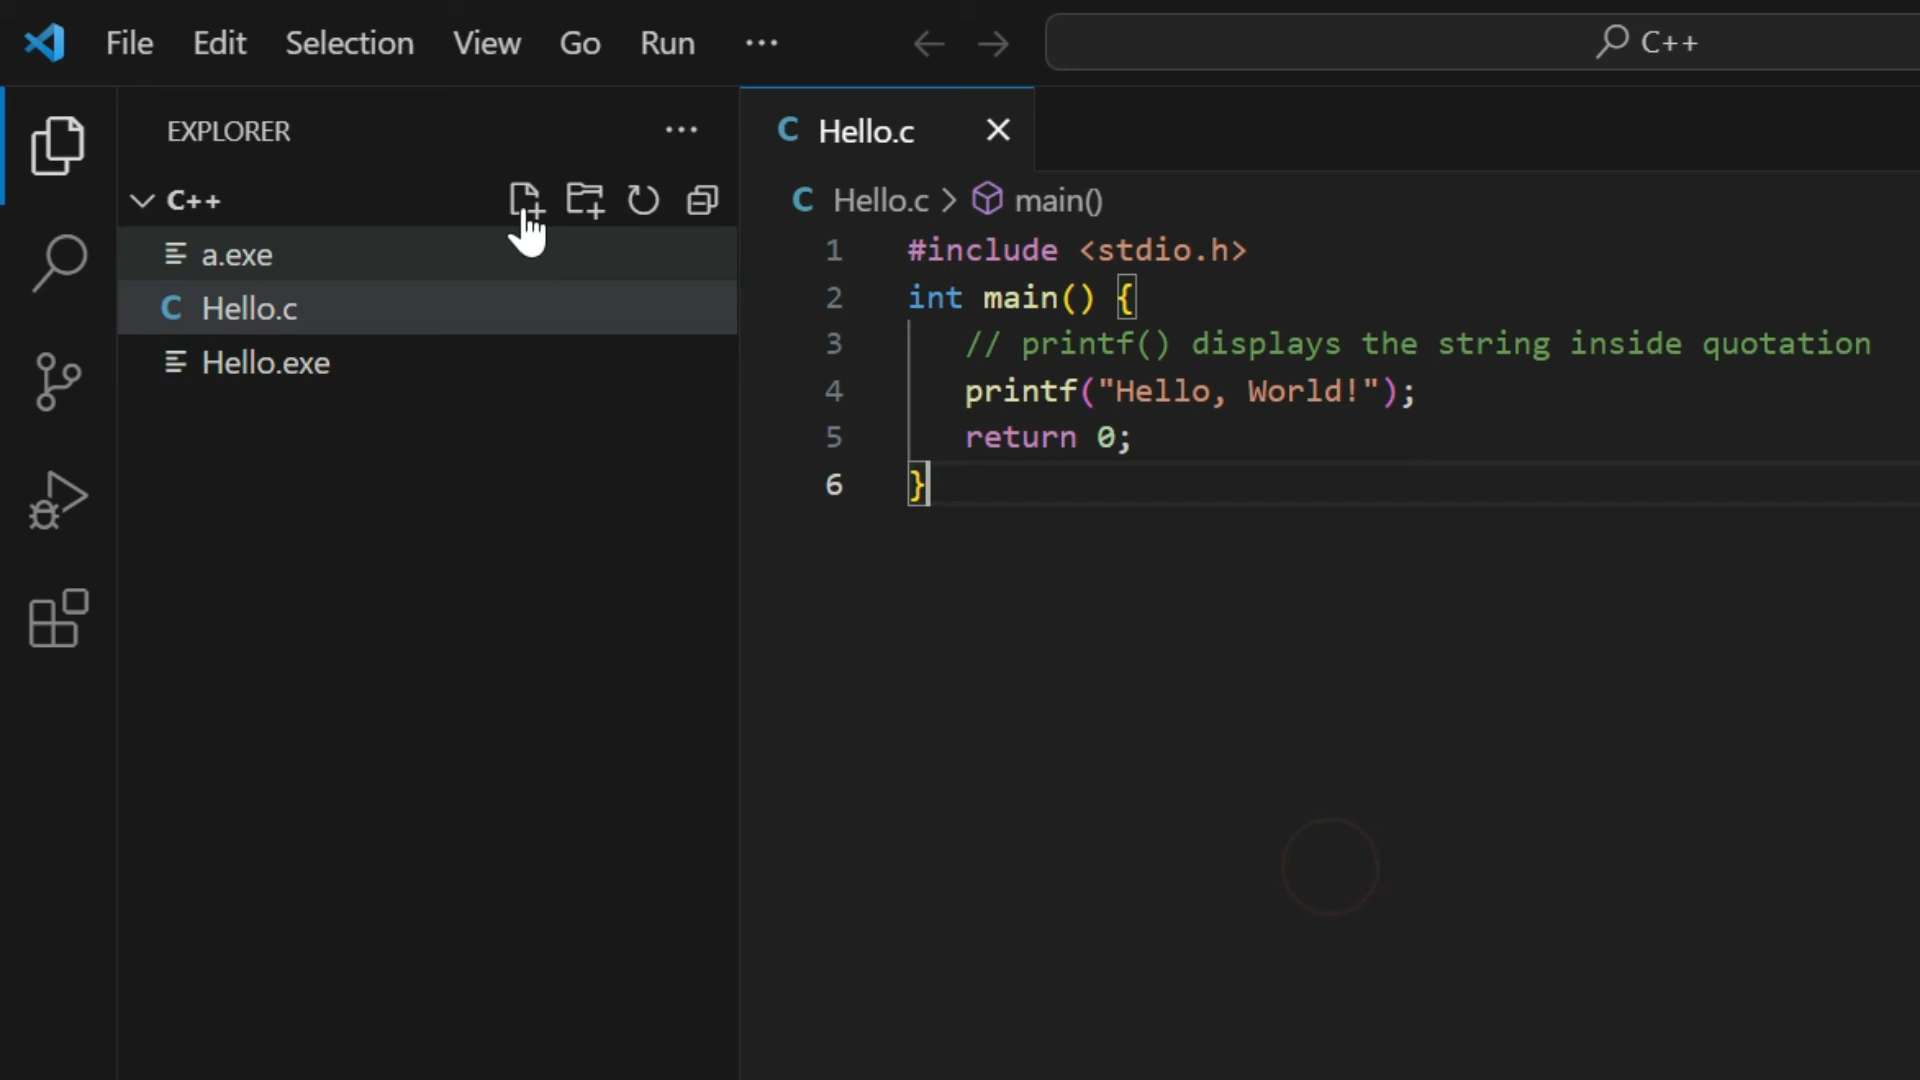 File Edit Selection View Go Run ... C++
EXPLORER ...
C++
a.exe
C Hello.c
Hello.exe
C Hello.c
C Hello.c > main()
1 #include <stdio.h>
2 int main() {
3 // printf() displays the string inside quotation
4 printf("Hello, World!");
5 return 0;
6 }